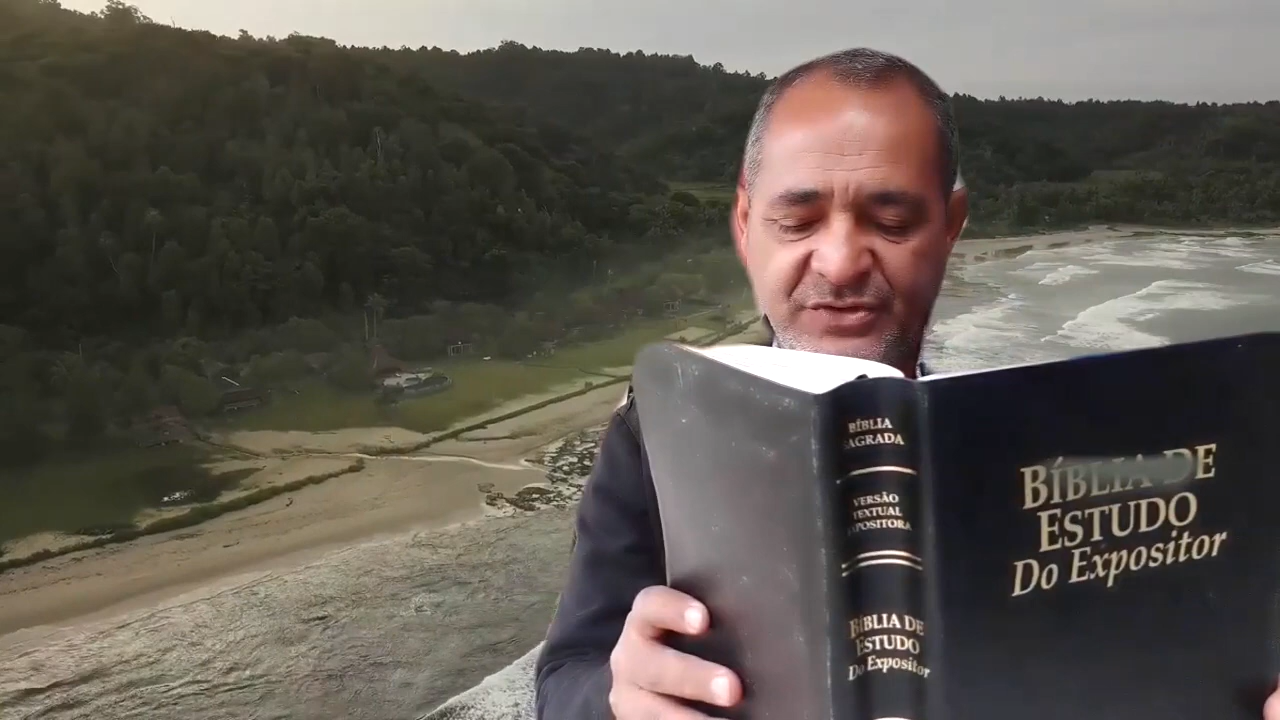 BÍBLIA
SAGRADA
VERSÃO
TEXTUAL
EXPOSITORA
BÍBLIA DE
ESTUDO
Do Expositor
BÍBLIA DE
ESTUDO
Do Expositor